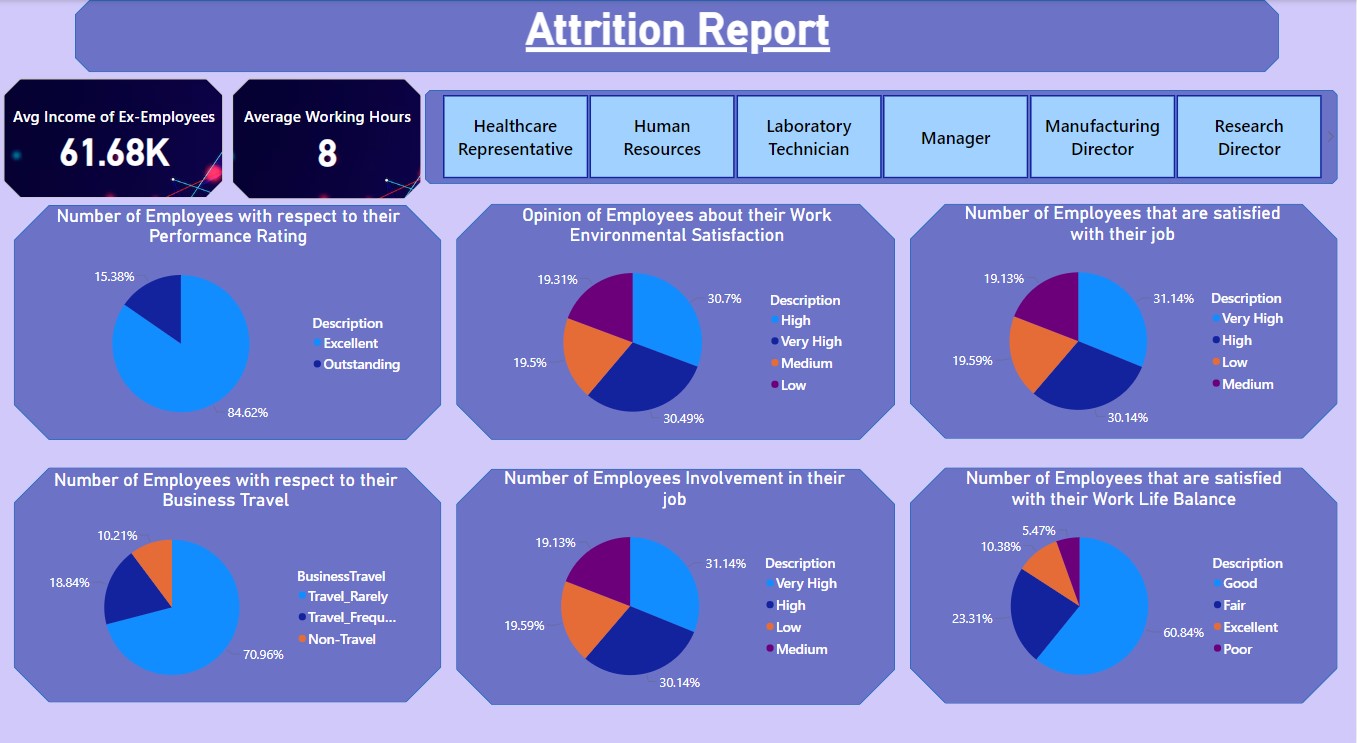 Attrition Report
Avg Income of Ex-Employees
61.68K
Average Working Hours
8
Healthcare
Representative
Human
Resources
Laboratory
Technician
Manager
Manufacturing
Director
Research
Director
Number of Employees with respect to their
Performance Rating
15.38%
84.62%
Description
Excellent
Outstanding
Opinion of Employees about their Work
Environmental Satisfaction
19.31%
30.7%
19.5%
30.49%
Description
High
Very High
Medium
Low
Number of Employees that are satisfied
with their job
19.13%
31.14%
19.59%
30.14%
Description
Very High
High
Low
Medium
Number of Employees with respect to their
Business Travel
10.21%
18.84%
70.96%
BusinessTravel
Travel_Rarely
Travel_Frequ...
Non-Travel
Number of Employees Involvement in their
job
19.13%
31.14%
19.59%
30.14%
Description
Very High
High
Low
Medium
Number of Employees that are satisfied
with their Work Life Balance
5.47%
10.38%
23.31%
60.84%
Description
Good
Fair
Excellent
Poor